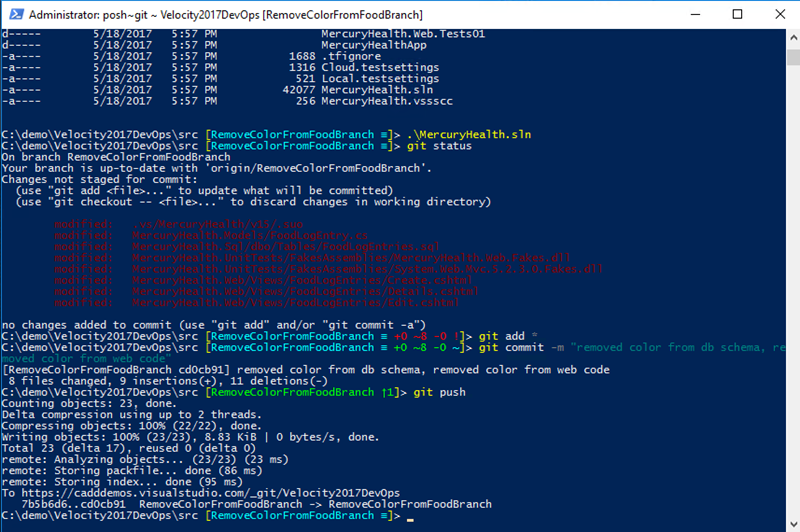 Administrator: posh~git ~ Velocity2017DevOps [RemoveColorFromFoodBranch]
d----- 5/18/2017 5:57 PM MercuryHealth.Web.Tests01
d----- 5/18/2017 5:57 PM MercuryHealthApp
-a---- 5/18/2017 5:57 PM 1688 .tfignore
-a---- 5/18/2017 5:57 PM 1316 Cloud.testsettings
-a---- 5/18/2017 5:57 PM 521 Local.testsettings
-a---- 5/18/2017 5:57 PM 42077 MercuryHealth.sln
-a---- 5/18/2017 5:57 PM 256 MercuryHealth.vssscc
C:\demo\Velocity2017DevOps\src [RemoveColorFromFoodBranch ≡]> .\MercuryHealth.sln
C:\demo\Velocity2017DevOps\src [RemoveColorFromFoodBranch ≡]> git status
On branch RemoveColorFromFoodBranch
Your branch is up-to-date with 'origin/RemoveColorFromFoodBranch'.
Changes not staged for commit:
(use "git add <file>..." to update what will be committed)
(use "git checkout -- <file>..." to discard changes in working directory)
modified: .vs/MercuryHealth/v15/.suo
modified: MercuryHealth.Models/FoodLogEntry.cs
modified: MercuryHealth.Sql/dbo/Tables/FoodLogEntries.sql
modified: MercuryHealth.UnitTests/FakesAssemblies/MercuryHealth.Web.Fakes.dll
modified: MercuryHealth.UnitTests/FakesAssemblies/System.Web.Mvc.5.2.3.0.Fakes.dll
modified: MercuryHealth.Web/Views/FoodLogEntries/Create.cshtml
modified: MercuryHealth.Web/Views/FoodLogEntries/Details.cshtml
modified: MercuryHealth.Web/Views/FoodLogEntries/Edit.cshtml
no changes added to commit (use "git add" and/or "git commit -a")
C:\demo\Velocity2017DevOps\src [RemoveColorFromFoodBranch ≡ +0 ~8 -0 !]> git add *
C:\demo\Velocity2017DevOps\src [RemoveColorFromFoodBranch ≡ +0 ~8 -0 ~]> git commit -m "removed color from db schema, re
moved color from web code"
[RemoveColorFromFoodBranch cd0cb91] removed color from db schema, removed color from web code
8 files changed, 9 insertions(+), 11 deletions(-)
C:\demo\Velocity2017DevOps\src [RemoveColorFromFoodBranch ↑1]> git push
Counting objects: 23, done.
Delta compression using up to 2 threads.
Compressing objects: 100% (22/22), done.
Writing objects: 100% (23/23), 8.83 KiB | 0 bytes/s, done.
Total 23 (delta 17), reused 0 (delta 0)
remote: Analyzing objects... (23/23) (23 ms)
remote: Storing packfile... done (86 ms)
remote: Storing index... done (95 ms)
To https://cadddemos.visualstudio.com/_git/Velocity2017DevOps
7b5b6d6..cd0cb91 RemoveColorFromFoodBranch -> RemoveColorFromFoodBranch
C:\demo\Velocity2017DevOps\src [RemoveColorFromFoodBranch ≡]> _